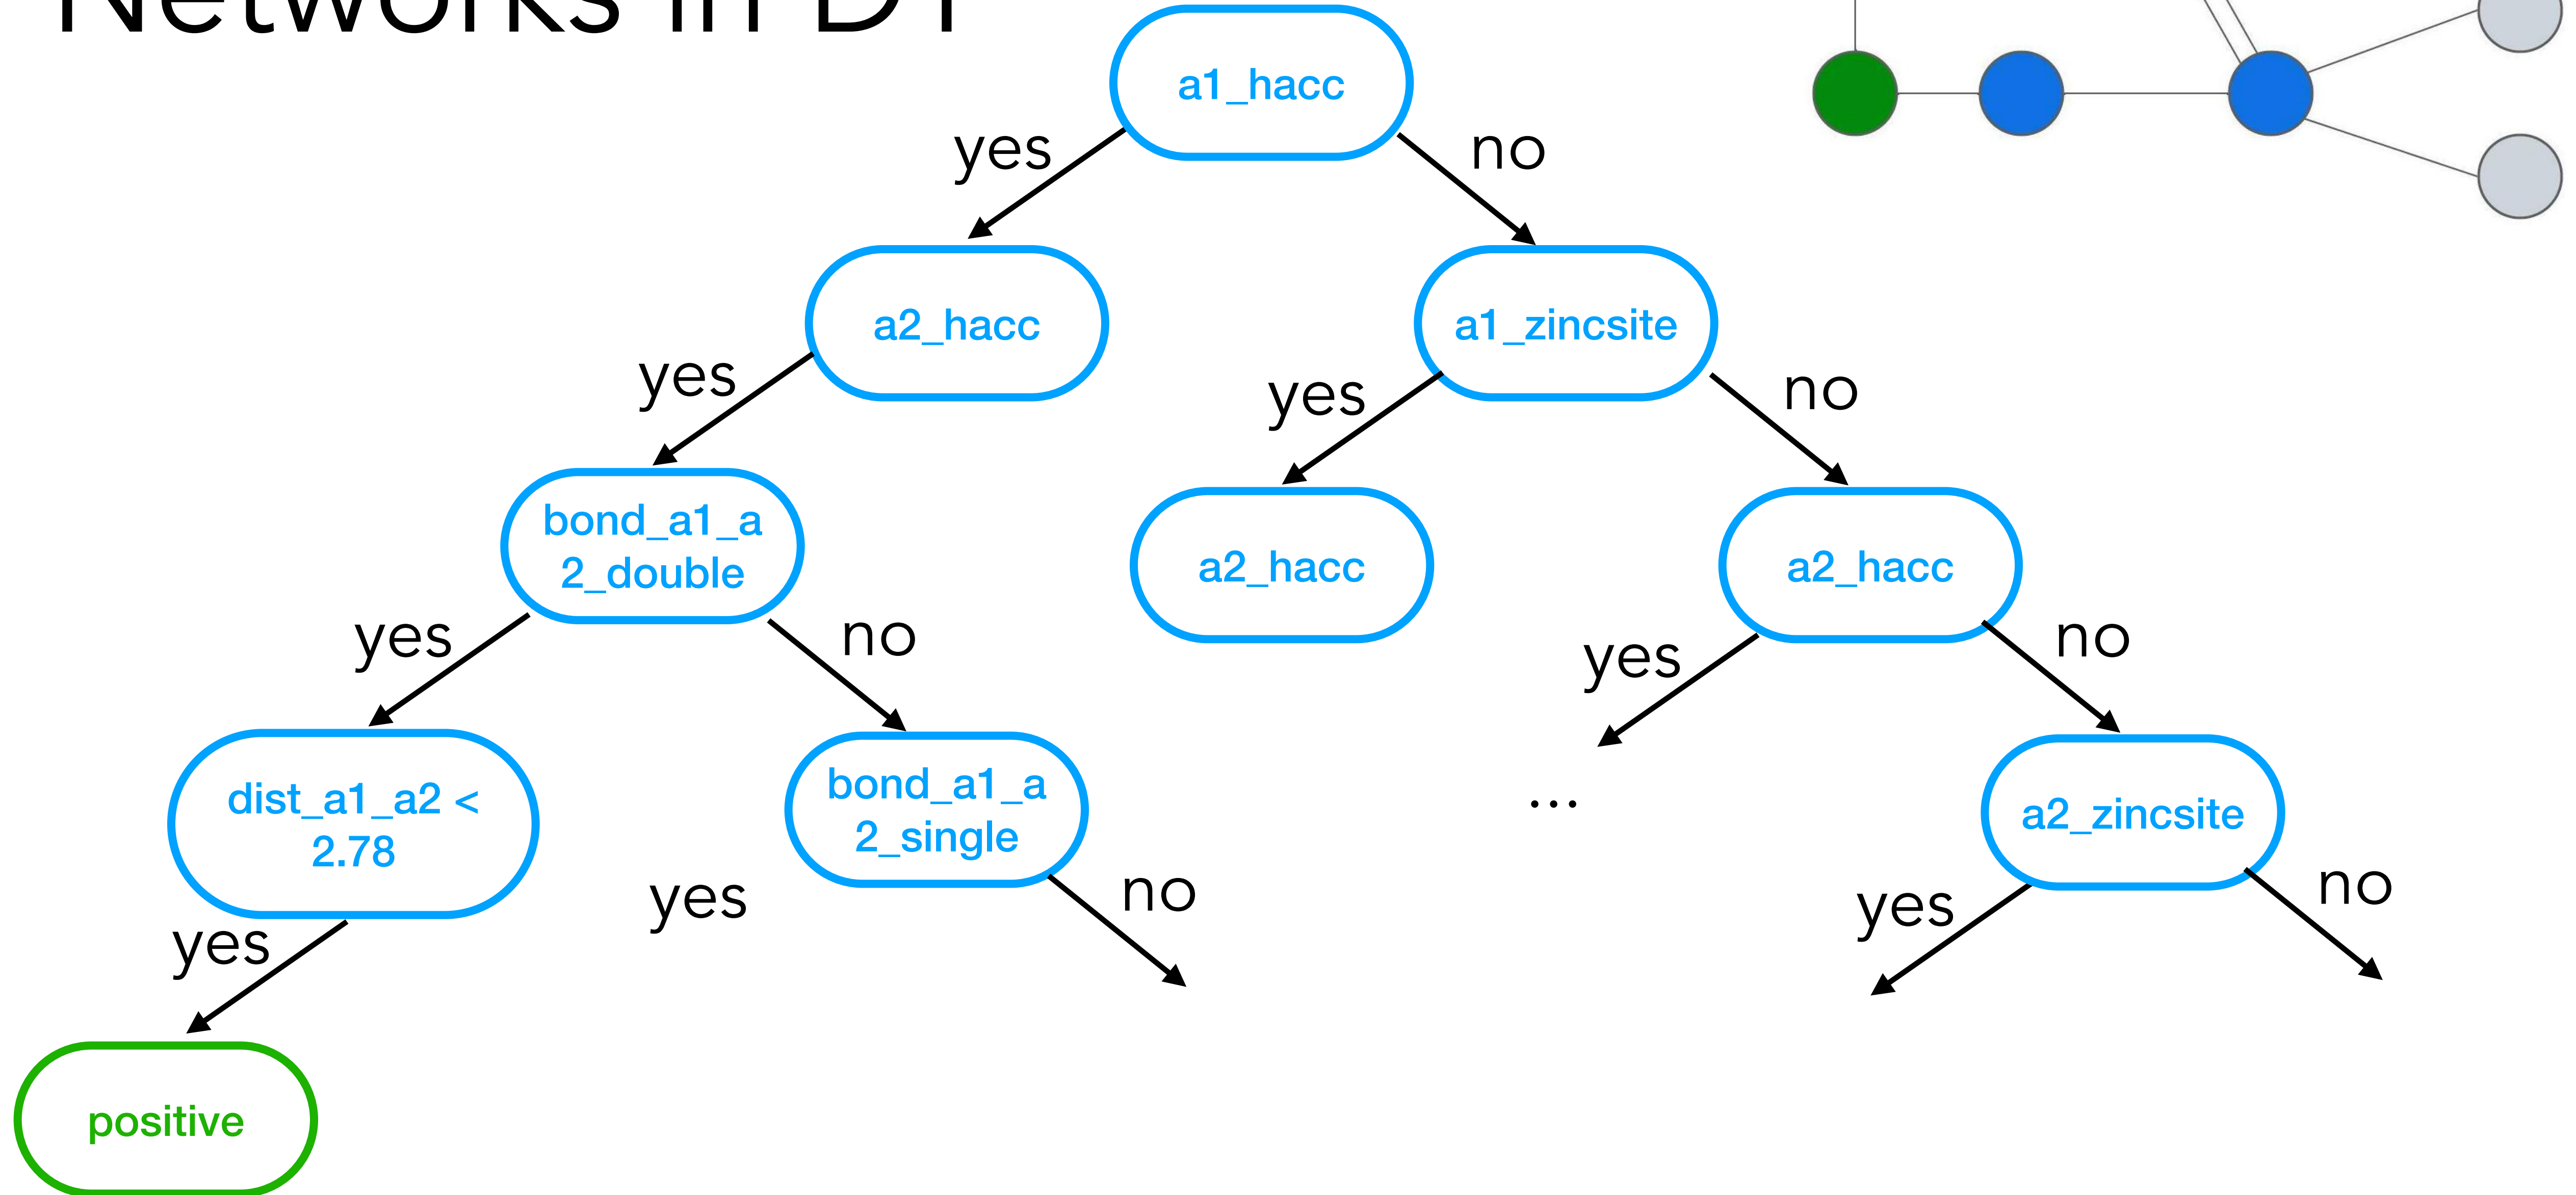 Networks in DT
a1_hacc
yes
no
a2_hacc
a1_zincsite
yes
yes
no
bond_a1_a
2_double
a2_hacc
a2_hacc
yes
no
yes
no
dist_a1_a2 <
2.78
bond_a1_a
2_single
...
a2_zincsite
yes
yes
no
yes
no
positive